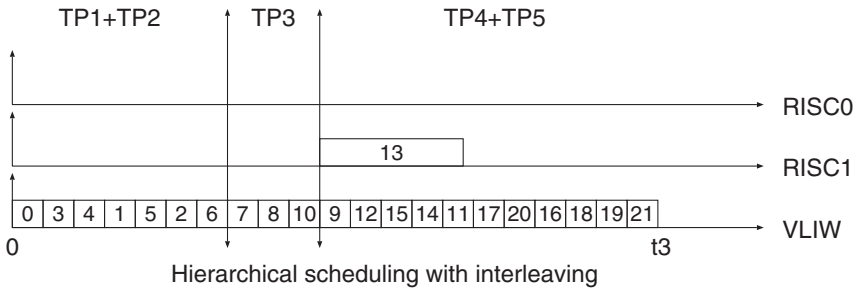 TP1+TP2 TP3 TP4+TP5
RISC0
13
RISC1
0 3 4 1 5 2 6 7 8 10 9 12 15 14 11 17 20 16 18 19 21
VLIW
0 t3
Hierarchical scheduling with interleaving